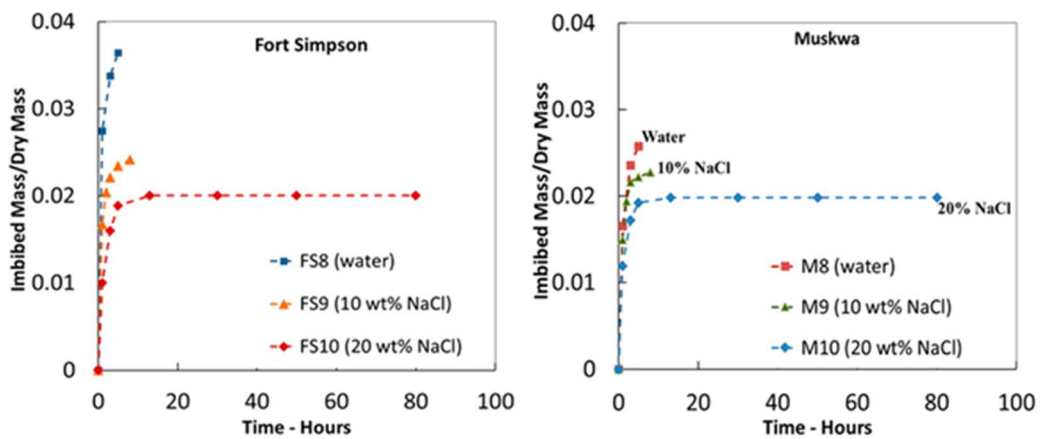 Fort Simpson
Imbibed Mass/Dry Mass
0.04
0.03
0.02
0.01
0
FS8 (water)
FS9 (10 wt% NaCl)
FS10 (20 wt% NaCl)
0 20 40 60 80 100
Time - Hours
Muskwa
Imbibed Mass/Dry Mass
0.04
0.03
0.02
0.01
0
Water
10% NaCl
20% NaCl
M8 (water)
M9 (10 wt% NaCl)
M10 (20 wt% NaCl)
0 20 40 60 80 100
Time - Hours